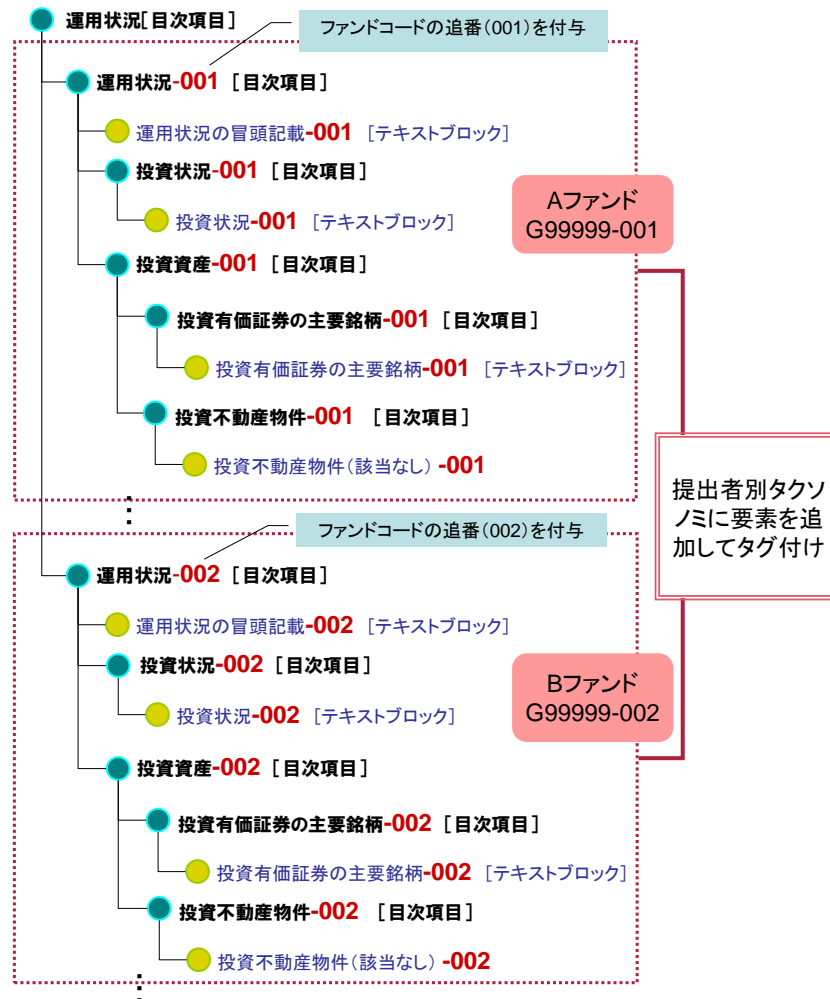 運用状況[目次項目]
ファンドコードの追番(001)を付与
運用状況-001 [目次項目]
運用状況の冒頭記載-001 [テキストブロック]
投資状況-001 [目次項目]
投資状況-001 [テキストブロック]
投資資産-001 [目次項目]
投資有価証券の主要銘柄-001 [目次項目]
投資有価証券の主要銘柄-001 [テキストブロック]
投資不動産物件-001 [目次項目]
投資不動産物件(該当なし) -001
Aファンド
G99999-001
提出者別タクソ
ノミに要素を追
加してタグ付け
ファンドコードの追番(002)を付与
運用状況-002 [目次項目]
運用状況の冒頭記載-002 [テキストブロック]
投資状況-002 [目次項目]
投資状況-002 [テキストブロック]
投資資産-002 [目次項目]
投資有価証券の主要銘柄-002 [目次項目]
投資有価証券の主要銘柄-002 [テキストブロック]
投資不動産物件-002 [目次項目]
投資不動産物件(該当なし) -002
Bファンド
G99999-002